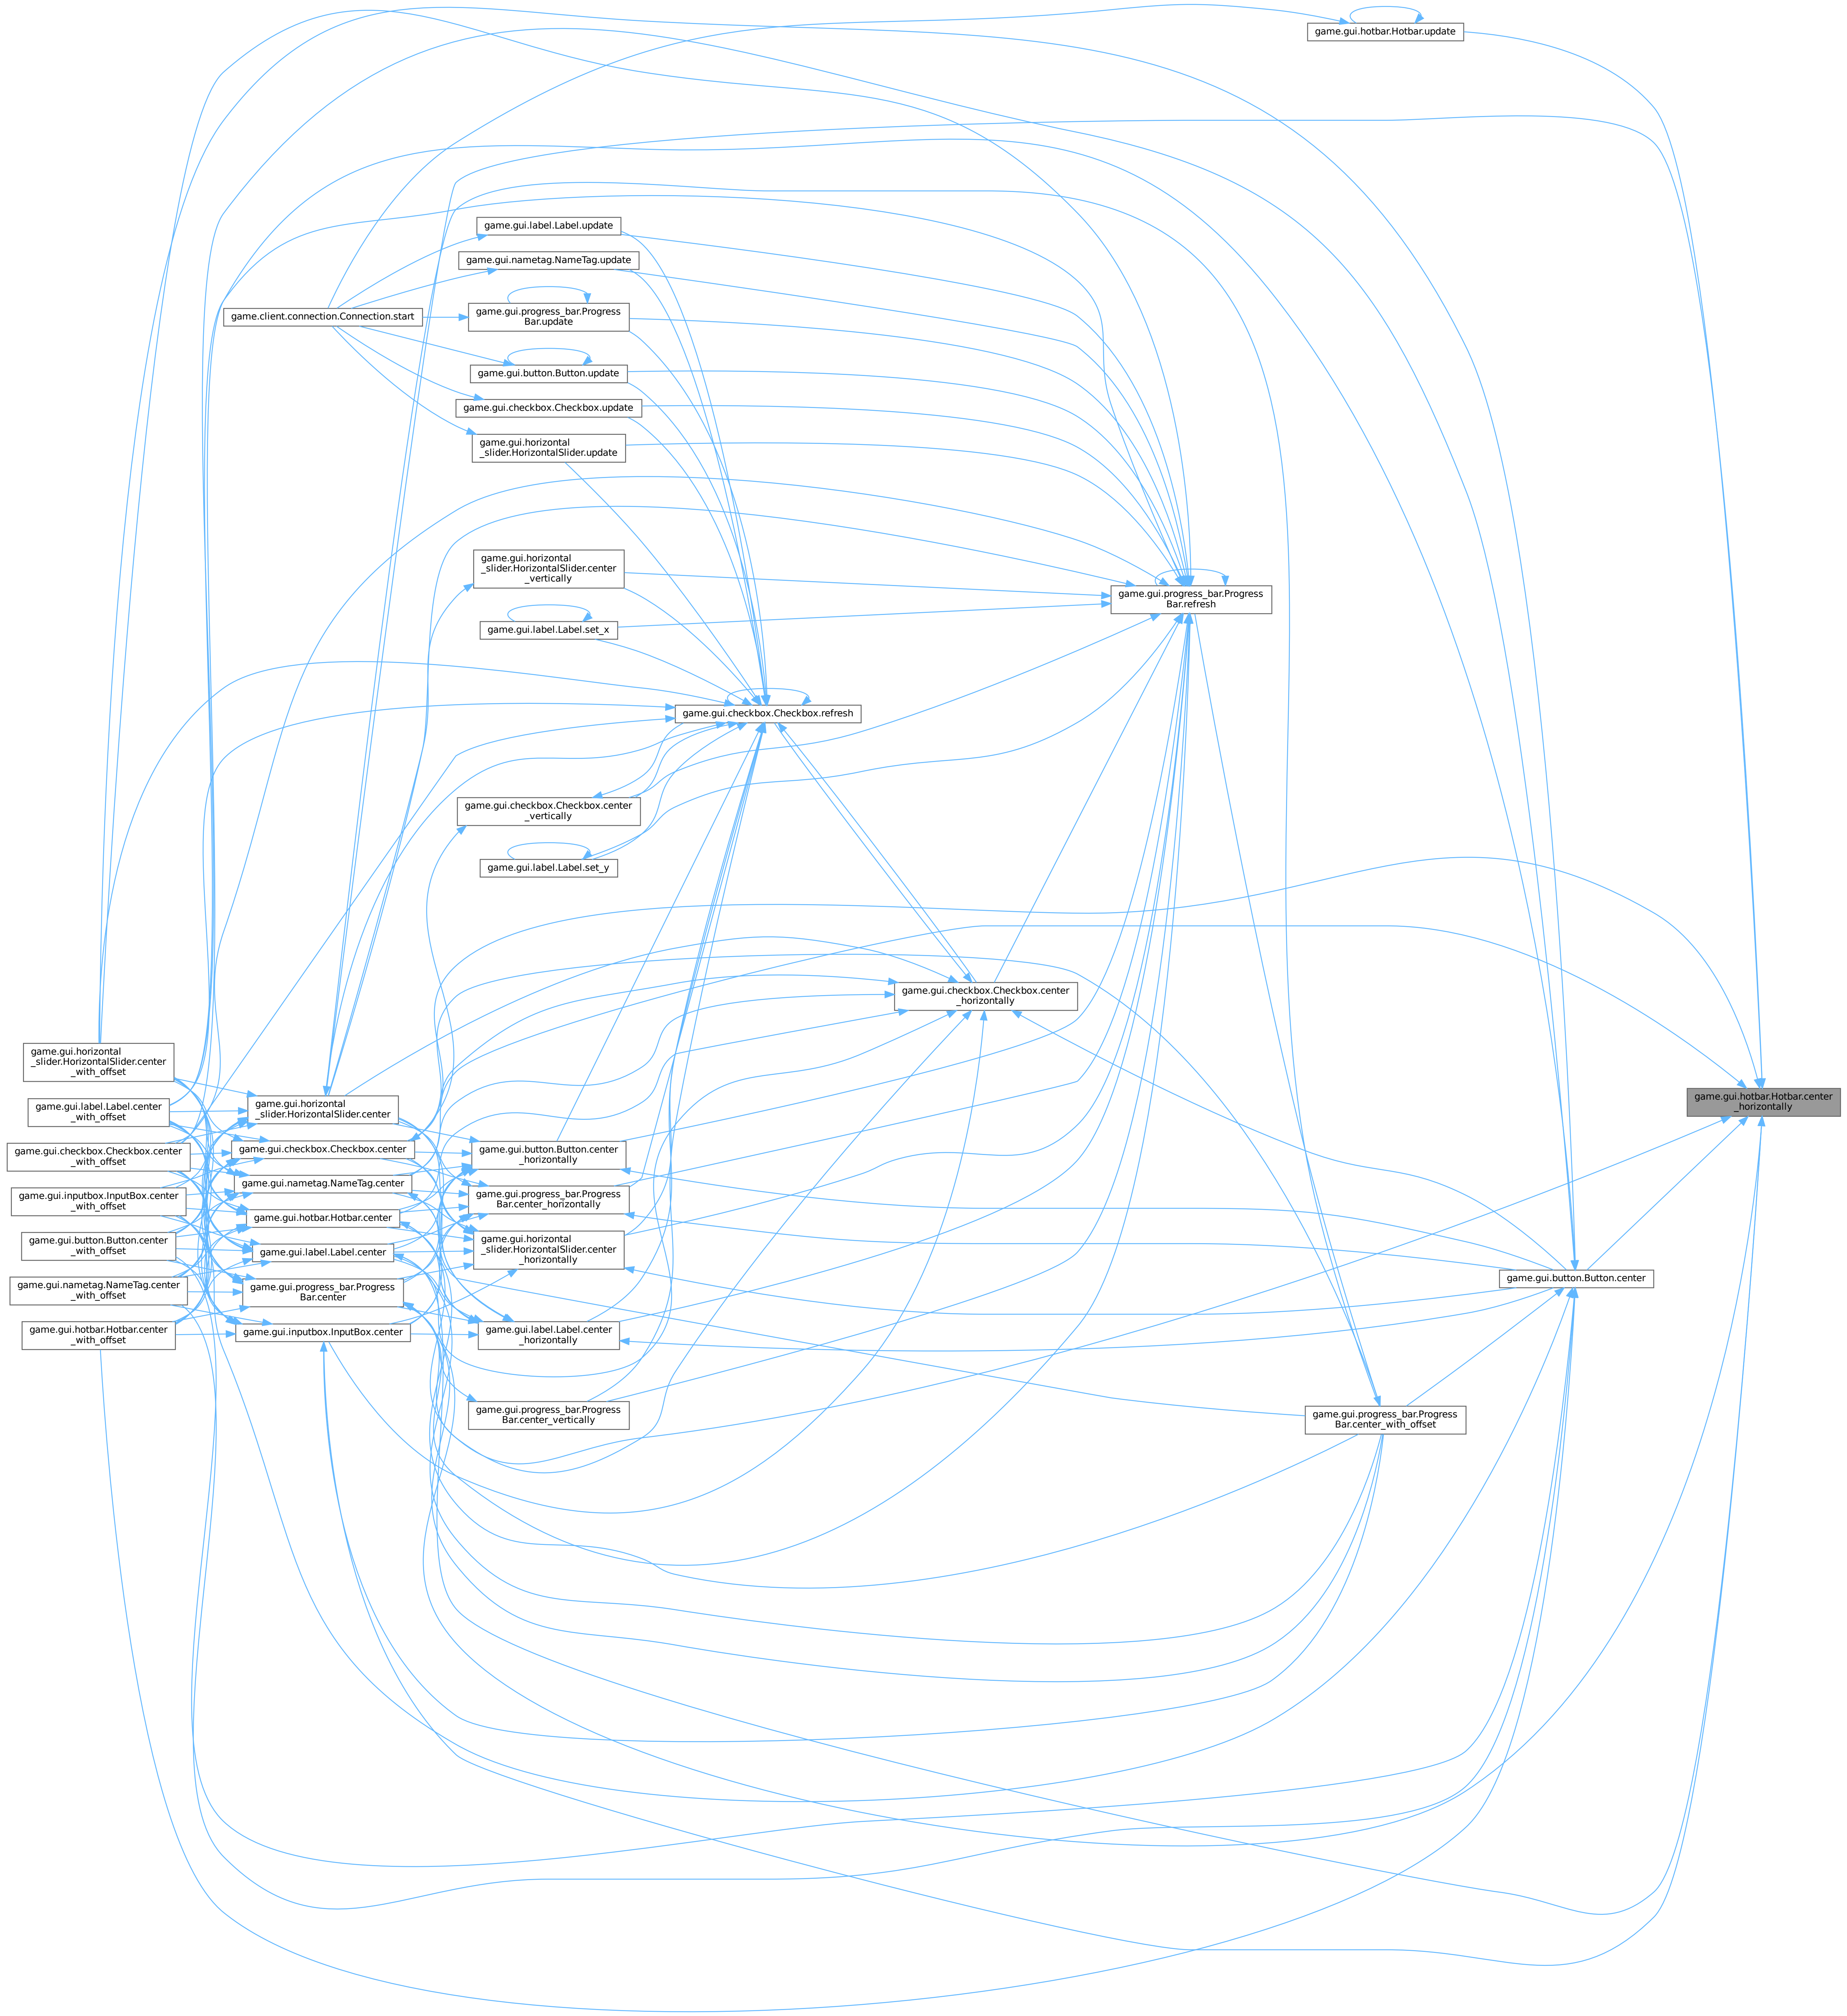 game.gui.hotbar.Hotbar.update
game.gui.label.Label.update
game.gui.nametag.NameTag.update
game.client.connection.Connection.start
game.gui.progress_bar.Progress
Bar.update
game.gui.button.Button.update
game.gui.checkbox.Checkbox.update
game.gui.horizontal
_slider.HorizontalSlider.update
game.gui.horizontal
_slider.HorizontalSlider.center
_vertically
game.gui.progress_bar.Progress
Bar.refresh
game.gui.label.Label.set_x
game.gui.checkbox.Checkbox.refresh
game.gui.checkbox.Checkbox.center
_vertically
game.gui.label.Label.set_y
game.gui.checkbox.Checkbox.center
_horizontally
game.gui.horizontal
_slider.HorizontalSlider.center
_with_offset
game.gui.hotbar.Hotbar.center
_horizontally
game.gui.label.Label.center
_with_offset
game.gui.horizontal
_slider.HorizontalSlider.center
game.gui.checkbox.Checkbox.center
_with_offset
game.gui.checkbox.Checkbox.center
game.gui.button.Button.center
_horizontally
game.gui.inputbox.InputBox.center
_with_offset
game.gui.nametag.NameTag.center
game.gui.progress_bar.Progress
Bar.center_horizontally
game.gui.hotbar.Hotbar.center
game.gui.button.Button.center
_with_offset
game.gui.label.Label.center
game.gui.horizontal
_slider.HorizontalSlider.center
_horizontally
game.gui.button.Button.center
game.gui.nametag.NameTag.center
_with_offset
game.gui.progress_bar.Progress
Bar.center
game.gui.hotbar.Hotbar.center
_with_offset
game.gui.inputbox.InputBox.center
game.gui.label.Label.center
_horizontally
game.gui.progress_bar.Progress
Bar.center_vertically
game.gui.progress_bar.Progress
Bar.center_with_offset